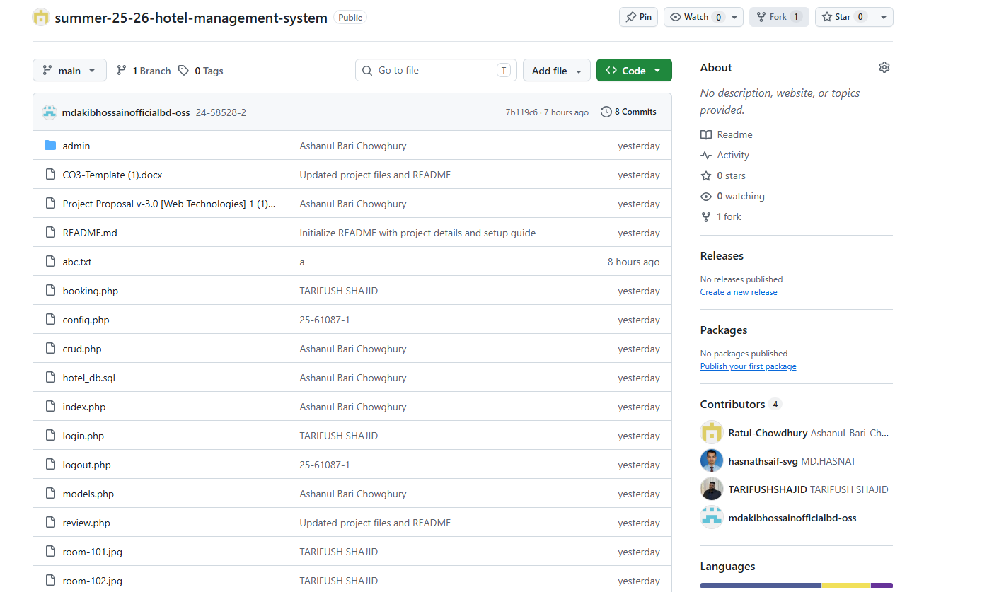 summer-25-26-hotel-management-system Public Pin Watch 0 Fork 1 Star 0
main 1 Branch 0 Tags Go to file T Add file Code
mdakibhossainofficialbd-oss 24-58528-2 7b119c6 · 7 hours ago 8 Commits
admin Ashanul Bari Chowghury yesterday
CO3-Template (1).docx Updated project files and README yesterday
Project Proposal v-3.0 [Web Technologies] 1 (1)... Ashanul Bari Chowghury yesterday
README.md Initialize README with project details and setup guide yesterday
abc.txt a 8 hours ago
booking.php TARIFUSH SHAJID yesterday
config.php 25-61087-1 yesterday
crud.php Ashanul Bari Chowghury yesterday
hotel_db.sql Ashanul Bari Chowghury yesterday
index.php Ashanul Bari Chowghury yesterday
login.php TARIFUSH SHAJID yesterday
logout.php 25-61087-1 yesterday
models.php Ashanul Bari Chowghury yesterday
review.php Updated project files and README yesterday
room-101.jpg TARIFUSH SHAJID yesterday
room-102.jpg TARIFUSH SHAJID yesterday
About
No description, website, or topics
provided.
Readme
Activity
0 stars
0 watching
1 fork
Releases
No releases published
Create a new release
Packages
No packages published
Publish your first package
Contributors 4
Ratul-Chowdhury Ashanul-Bari-Ch...
hasnathsaif-svg MD.HASNAT
TARIFUSHSHAJID TARIFUSH SHAJID
mdakibhossainofficialbd-oss
Languages